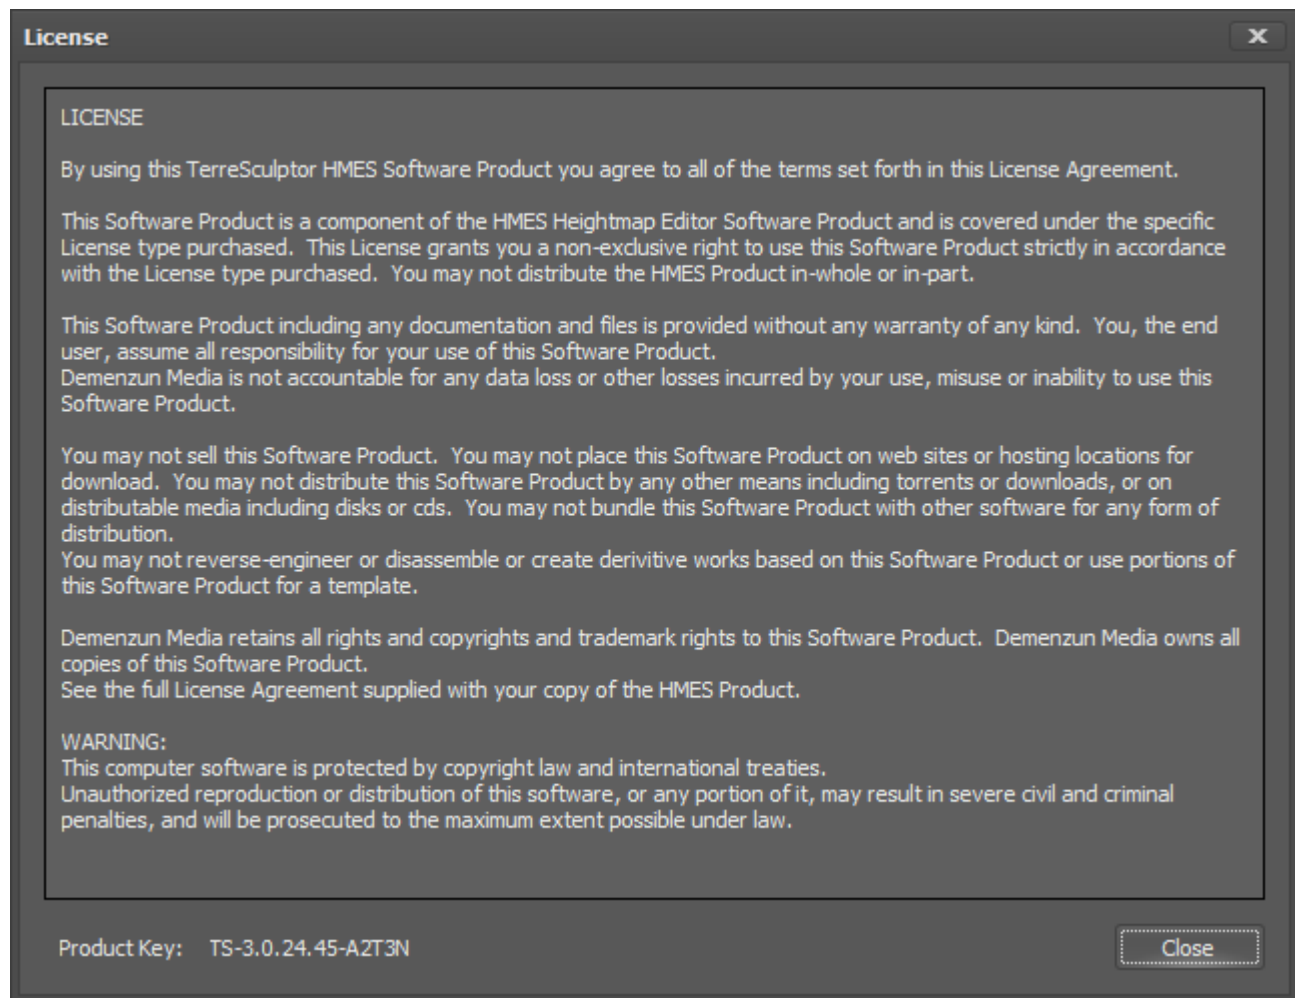 License
LICENSE
By using this TerreSculptor HMES Software Product you agree to all of the terms set forth in this License Agreement.
This Software Product is a component of the HMES Heightmap Editor Software Product and is covered under the specific
License type purchased.  This License grants you a non-exclusive right to use this Software Product strictly in accordance
with the License type purchased.  You may not distribute the HMES Product in-whole or in-part.
This Software Product including any documentation and files is provided without any warranty of any kind.  You, the end
user, assume all responsibility for your use of this Software Product.
Demenzun Media is not accountable for any data loss or other losses incurred by your use, misuse or inability to use this
Software Product.
You may not sell this Software Product.  You may not place this Software Product on web sites or hosting locations for
download.  You may not distribute this Software Product by any other means including torrents or downloads, or on
distributable media including disks or cds.  You may not bundle this Software Product with other software for any form of
distribution.
You may not reverse-engineer or disassemble or create derivitive works based on this Software Product or use portions of
this Software Product for a template.
Demenzun Media retains all rights and copyrights and trademark rights to this Software Product.  Demenzun Media owns all
copies of this Software Product.
See the full License Agreement supplied with your copy of the HMES Product.
WARNING:
This computer software is protected by copyright law and international treaties.
Unauthorized reproduction or distribution of this software, or any portion of it, may result in severe civil and criminal
penalties, and will be prosecuted to the maximum extent possible under law.
Product Key:   TS-3.0.24.45-A2T3N
Close